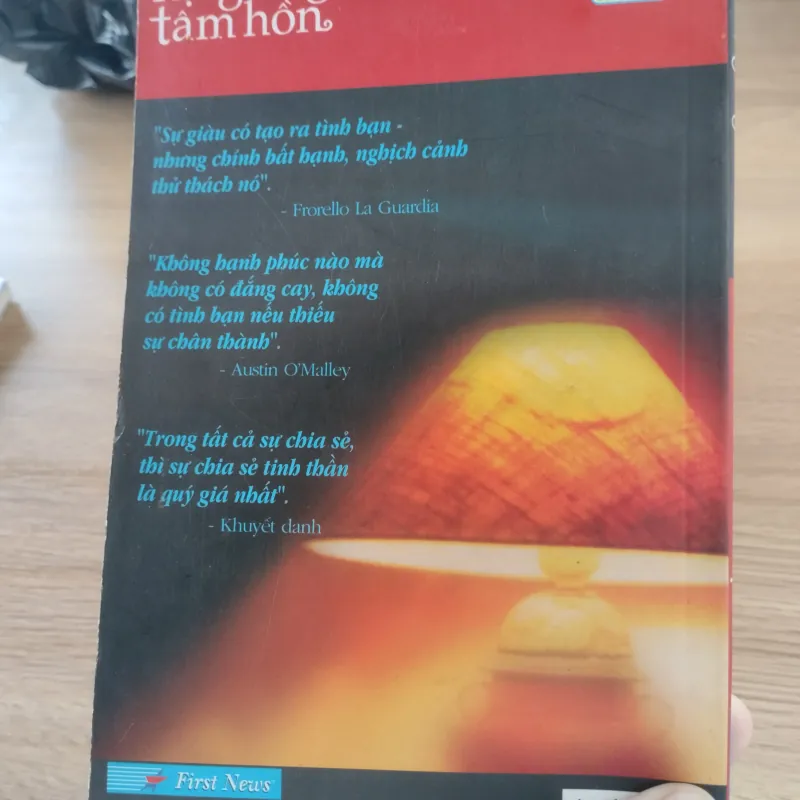 tâm hồn
"Sự giàu có tạo ra tình bạn -
nhưng chính bất hạnh, nghịch cảnh
thử thách nó".
- Frorello La Guardia
"Không hạnh phúc nào mà
không có đắng cay, không
có tình bạn nếu thiếu
sự chân thành".
- Austin O'Malley
"Trong tất cả sự chia sẻ,
thì sự chia sẻ tinh thần
là quý giá nhất".
- Khuyết danh
First News